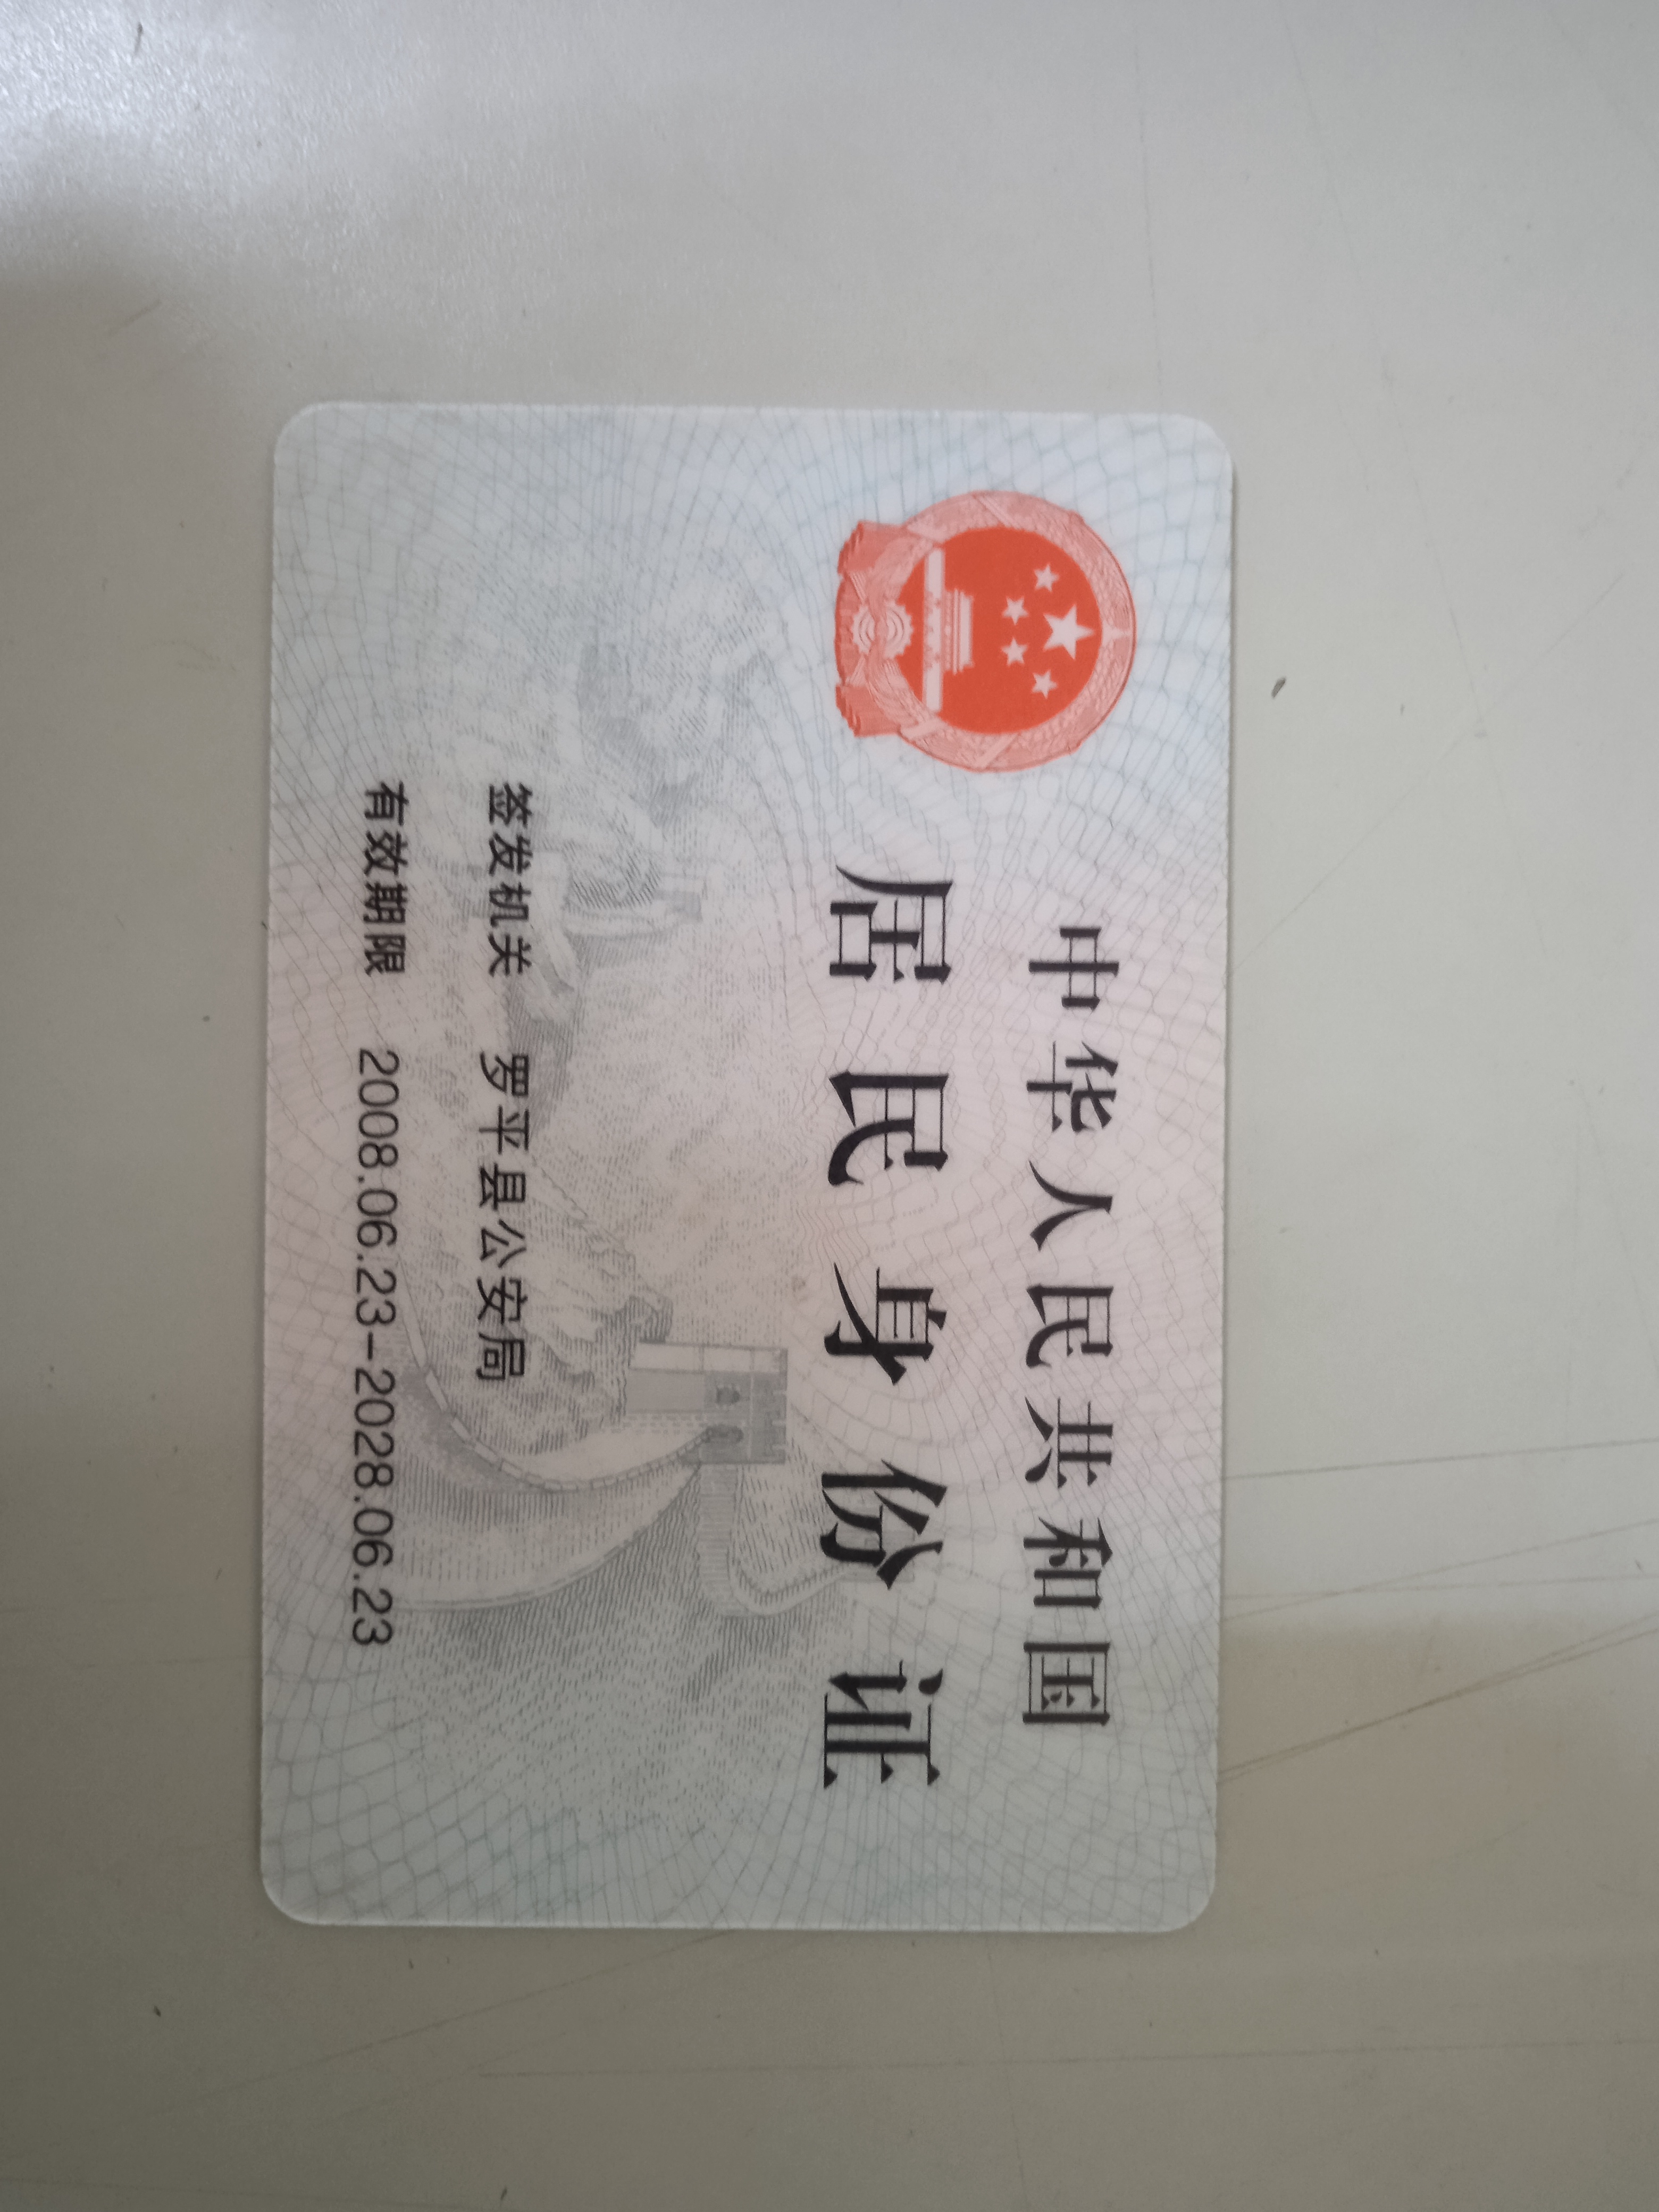 中华人民共和国
居民身份证
签发机关 罗平县公安局
有效期限 2008.06.23-2028.06.23